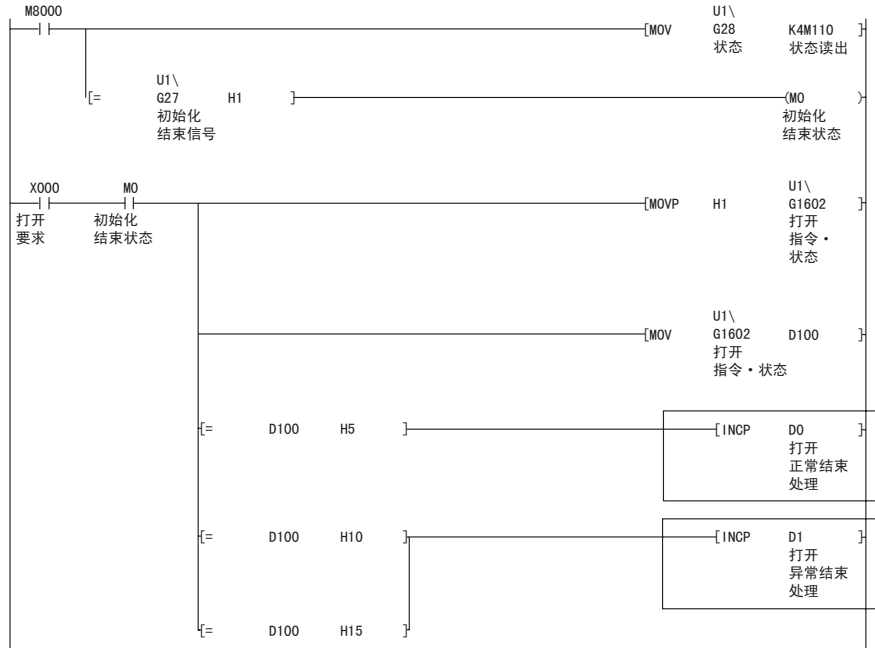 M8000
[MOV U1\ G28 K4M110 ]
状态 状态读出
[= U1\ G27 H1 ]
初始化
结束信号
(M0 )
初始化
结束状态
X000 M0
打开 初始化
要求 结束状态
[MOVP H1 U1\ G1602 ]
打开
指令・
状态
[MOV U1\ G1602 D100 ]
打开
指令・状态
[= D100 H5 ] [INCP D0 ]
打开
正常结束
处理
[= D100 H10 ] [INCP D1 ]
打开
异常结束
处理
[= D100 H15 ]